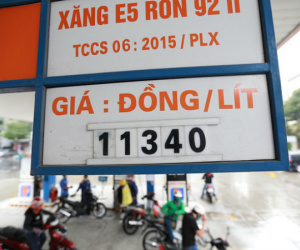 XĂNG E5 RON 92 II
TCCS 06 : 2015 / PLX
GIÁ : ĐỒNG / LÍT
11340